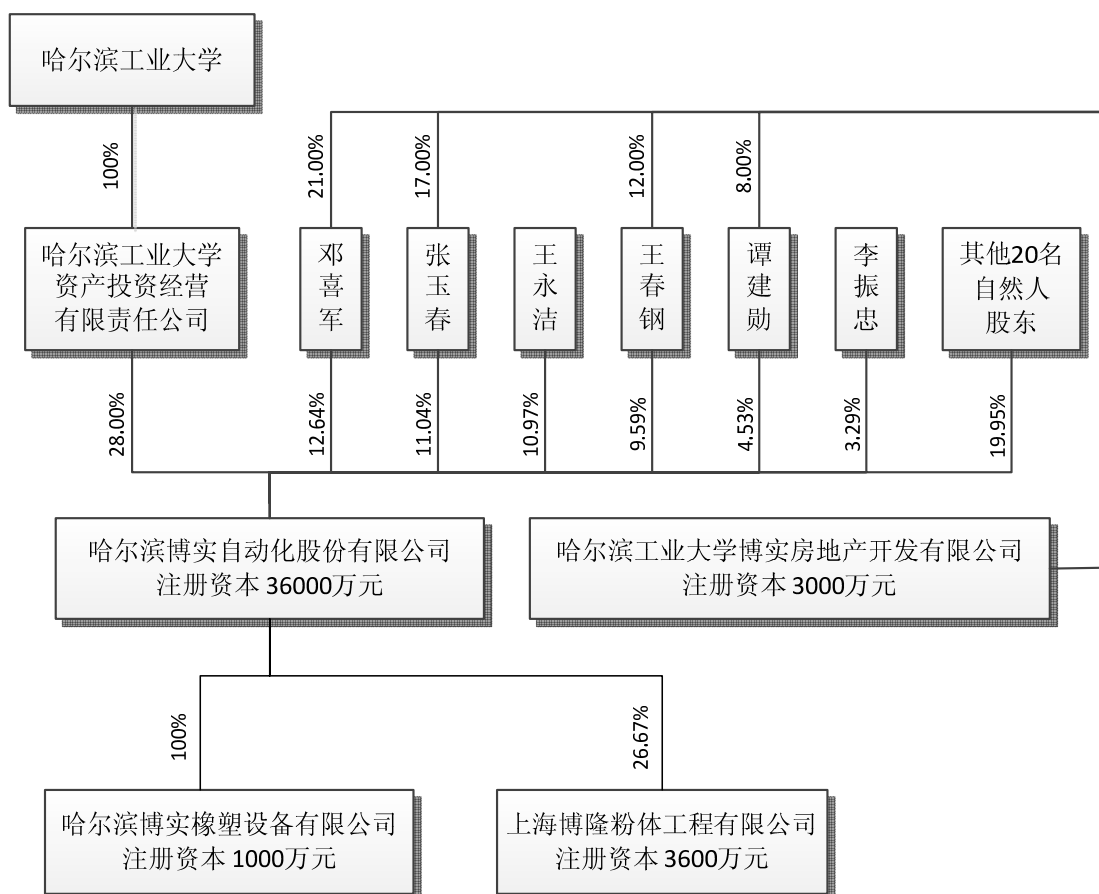 哈尔滨工业大学
100%
21.00%
17.00%
12.00%
8.00%
哈尔滨工业大学
资产投资经营
有限责任公司
邓喜军
张玉春
王永洁
王春钢
谭建勋
李振忠
其他20名
自然人
股东
28.00%
12.64%
11.04%
10.97%
9.59%
4.53%
3.29%
19.95%
哈尔滨博实自动化股份有限公司
注册资本 36000万元
哈尔滨工业大学博实房地产开发有限公司
注册资本 3000万元
100%
26.67%
哈尔滨博实橡塑设备有限公司
注册资本 1000万元
上海博隆粉体工程有限公司
注册资本 3600万元